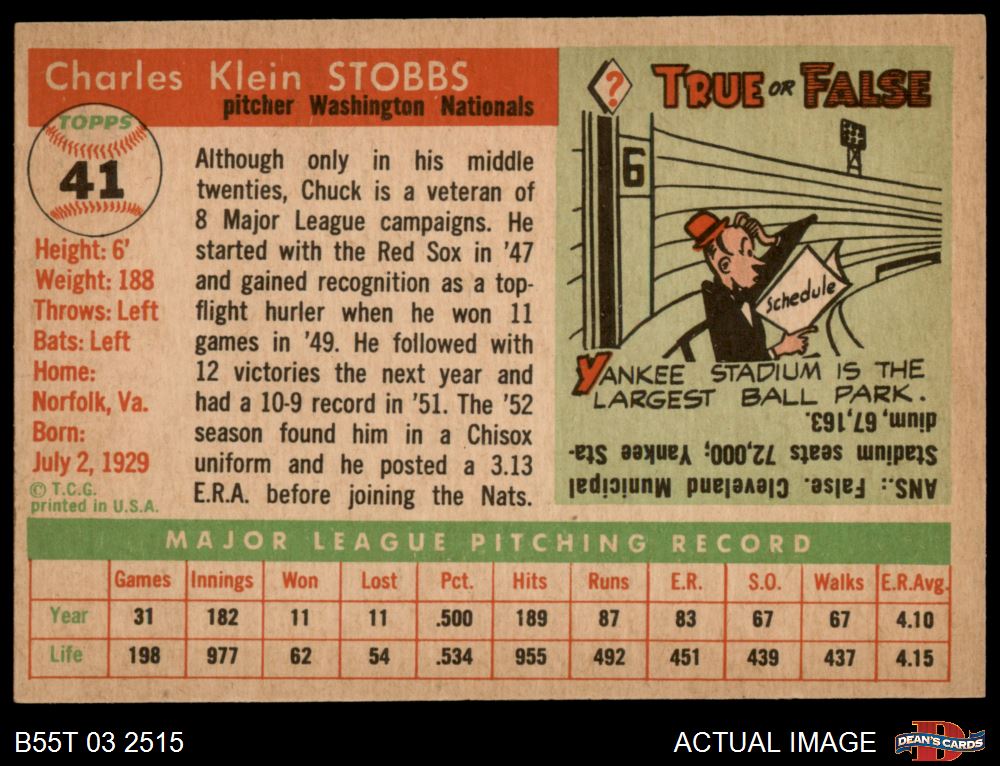 Charles Klein STOBBS
pitcher Washington Nationals
TOPPS
41
Height: 6'
Weight: 188
Throws: Left
Bats: Left
Home:
Norfolk, Va.
Born:
July 2, 1929
© T.C.G.
printed in U.S.A.
Although only in his middle
twenties, Chuck is a veteran of
8 Major League campaigns. He
started with the Red Sox in '47
and gained recognition as a top-
flight hurler when he won 11
games in '49. He followed with
12 victories the next year and
had a 10-9 record in '51. The '52
season found him in a Chisox
uniform and he posted a 3.13
E.R.A. before joining the Nats.
?
TRUE OR FALSE
6
Schedule
YANKEE STADIUM IS THE
LARGEST BALL PARK.
ANS.: False. Cleveland Municipal
Stadium seats 72,000; Yankee Sta-
dium, 67,163.
MAJOR LEAGUE PITCHING RECORD
Games Innings Won Lost Pct. Hits Runs E.R. S.O. Walks E.R.Avg.
Year 31 182 11 11 .500 189 87 83 67 67 4.10
Life 198 977 62 54 .534 955 492 451 439 437 4.15
B55T 03 2515
ACTUAL IMAGE
DEAN'S CARDS